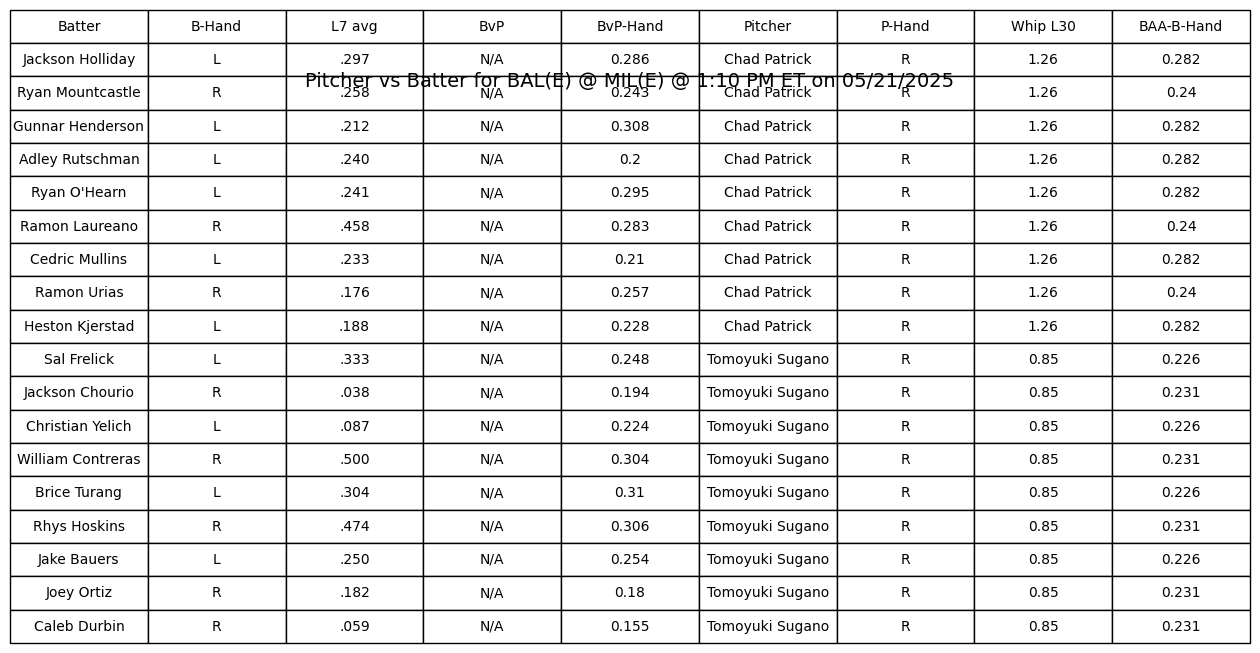 Batter B-Hand L7 avg BvP BvP-Hand Pitcher P-Hand Whip L30 BAA-B-Hand
Jackson Holliday L .297 N/A 0.286 Chad Patrick R 1.26 0.282
Pitcher vs Batter for BAL(E) @ MIL(E) @ 1:10 PM ET on 05/21/2025
Ryan Mountcastle R .258 N/A 0.243 Chad Patrick R 1.26 0.24
Gunnar Henderson L .212 N/A 0.308 Chad Patrick R 1.26 0.282
Adley Rutschman L .240 N/A 0.2 Chad Patrick R 1.26 0.282
Ryan O'Hearn L .241 N/A 0.295 Chad Patrick R 1.26 0.282
Ramon Laureano R .458 N/A 0.283 Chad Patrick R 1.26 0.24
Cedric Mullins L .233 N/A 0.21 Chad Patrick R 1.26 0.282
Ramon Urias R .176 N/A 0.257 Chad Patrick R 1.26 0.24
Heston Kjerstad L .188 N/A 0.228 Chad Patrick R 1.26 0.282
Sal Frelick L .333 N/A 0.248 Tomoyuki Sugano R 0.85 0.226
Jackson Chourio R .038 N/A 0.194 Tomoyuki Sugano R 0.85 0.231
Christian Yelich L .087 N/A 0.224 Tomoyuki Sugano R 0.85 0.226
William Contreras R .500 N/A 0.304 Tomoyuki Sugano R 0.85 0.231
Brice Turang L .304 N/A 0.31 Tomoyuki Sugano R 0.85 0.226
Rhys Hoskins R .474 N/A 0.306 Tomoyuki Sugano R 0.85 0.231
Jake Bauers L .250 N/A 0.254 Tomoyuki Sugano R 0.85 0.226
Joey Ortiz R .182 N/A 0.18 Tomoyuki Sugano R 0.85 0.231
Caleb Durbin R .059 N/A 0.155 Tomoyuki Sugano R 0.85 0.231